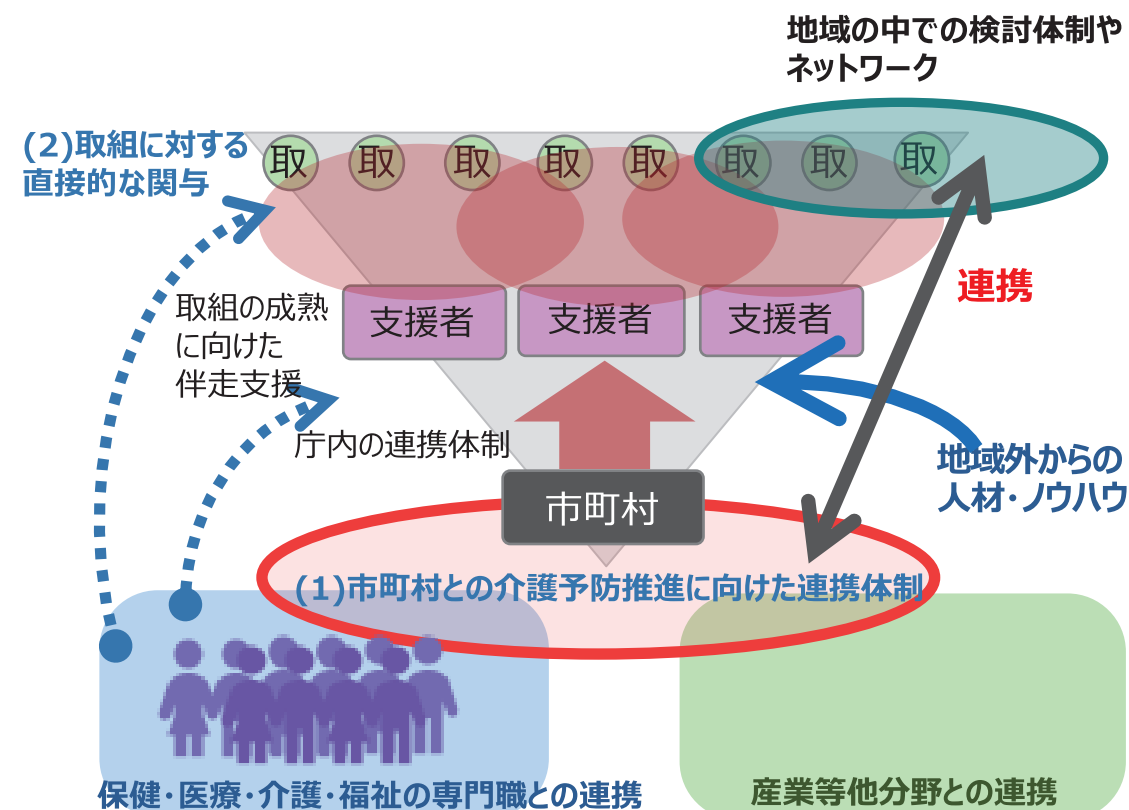 地域の中での検討体制や
ネットワーク
(2)取組に対する
直接的な関与
取 取 取 取 取 取 取 取
連携
取組の成熟
に向けた
伴走支援
支援者 支援者 支援者
庁内の連携体制
地域外からの
人材・ノウハウ
市町村
(1)市町村との介護予防推進に向けた連携体制
保健・医療・介護・福祉の専門職との連携
産業等他分野との連携